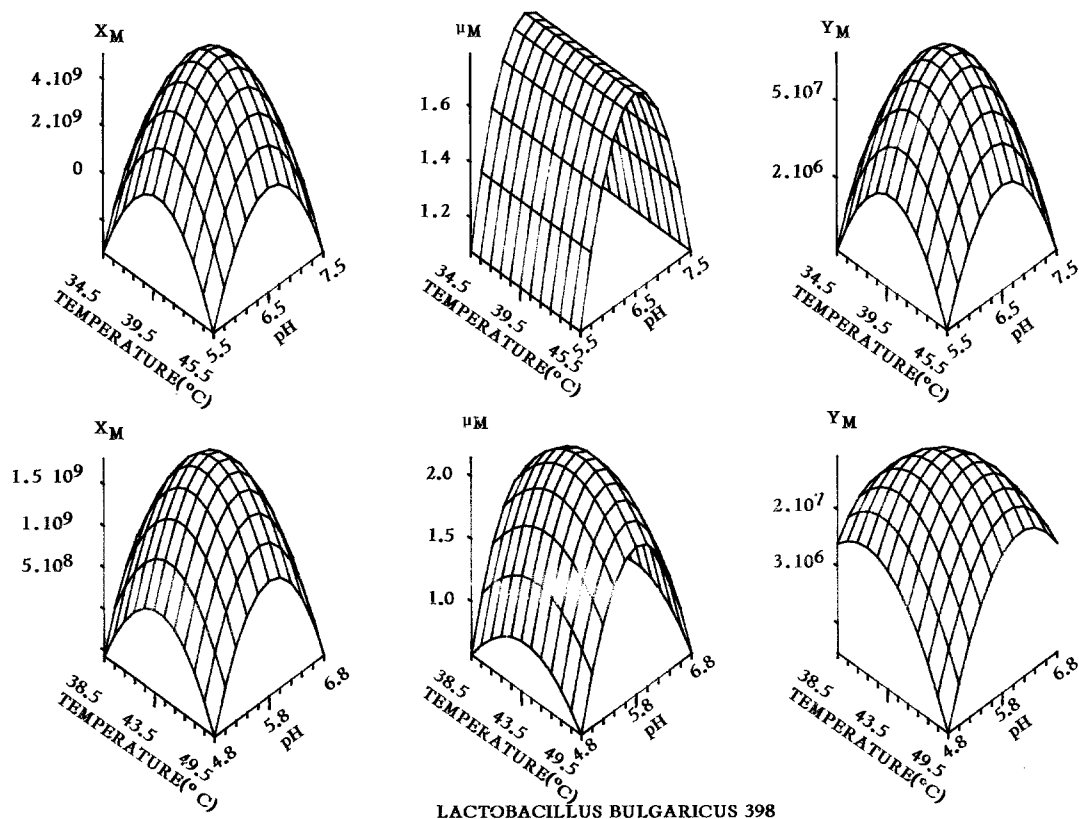 X_M
4.10⁹
2.10⁹
0
34.5
39.5
45.5
TEMPERATURE(°C)
5.5
6.5
7.5
pH
µM
1.6
1.4
1.2
34.5
39.5
45.5
TEMPERATURE(°C)
5.5
6.5
7.5
pH
Y_M
5.10⁷
2.10⁶
34.5
39.5
45.5
TEMPERATURE(°C)
5.5
6.5
7.5
pH
X_M
1.5 10⁹
1.10⁹
5.10⁸
38.5
43.5
49.5
TEMPERATURE(°C)
4.8
5.8
6.8
pH
µM
2.0
1.5
1.0
38.5
43.5
49.5
TEMPERATURE(°C)
4.8
5.8
6.8
pH
Y_M
2.10⁷
3.10⁶
38.5
43.5
49.5
TEMPERATURE(°C)
4.8
5.8
6.8
pH
LACTOBACILLUS BULGARICUS 398